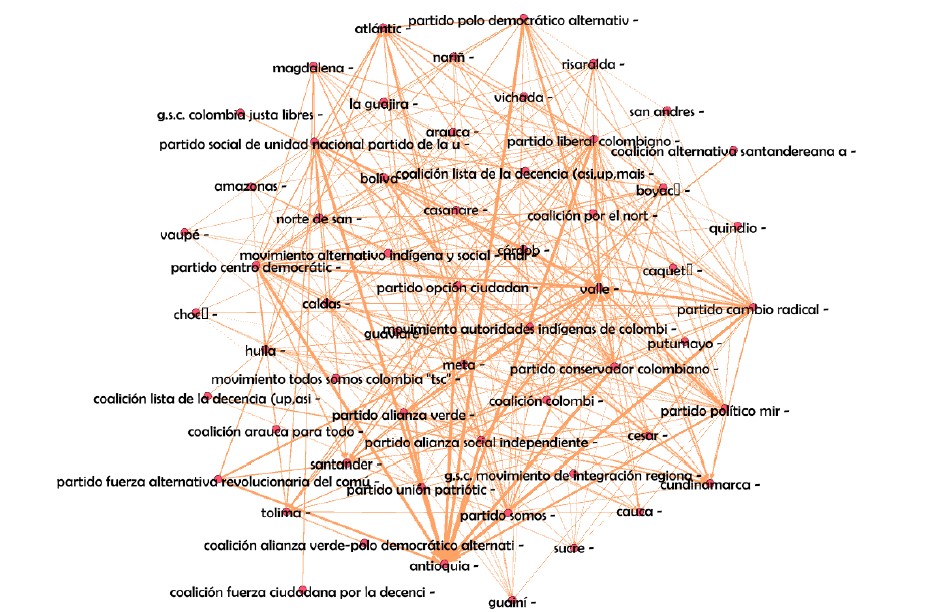 partido polo democrático alternativ -
atlántic -
nariñ -
magdalena -
risaralda -
vichada -
la guajira -
san andres -
g.s.c. colombia justa libres -
arauca -
partido liberal colombiano -
partido social de unidad nacional partido de la u -
coalición alternativa santandereana a -
coalición lista de la decencia (asi,up,mais -
bolíva
amazonas -
boyac▯ -
casanare -
norte de san -
coalición por el nort -
quindio -
vaupé -
córdob -
movimiento alternativo indígena y social - mai -
partido centro democrátic -
caquet▯ -
partido opción ciudadan -
valle -
caldas -
partido cambio radical -
choc▯ -
movimiento autoridades indígenas de colombi -
guaviare
putumayo -
huila -
meta -
partido conservador colombiano -
movimiento todos somos colombia "tsc" -
coalición lista de la decencia (up,asi -
coalición colombi -
partido político mir -
partido alianza verde -
coalición arauca para todo -
cesar -
partido alianza social independiente -
santander -
g.s.c. movimiento de integración regiona -
partido fuerza alternativa revolucionaria del comú -
cundinamarca -
partido unión patriótic -
tolima -
partido somos -
cauca -
coalición alianza verde-polo democrático alternati -
sucre -
antioquia -
coalición fuerza ciudadana por la decenci -
guainí -